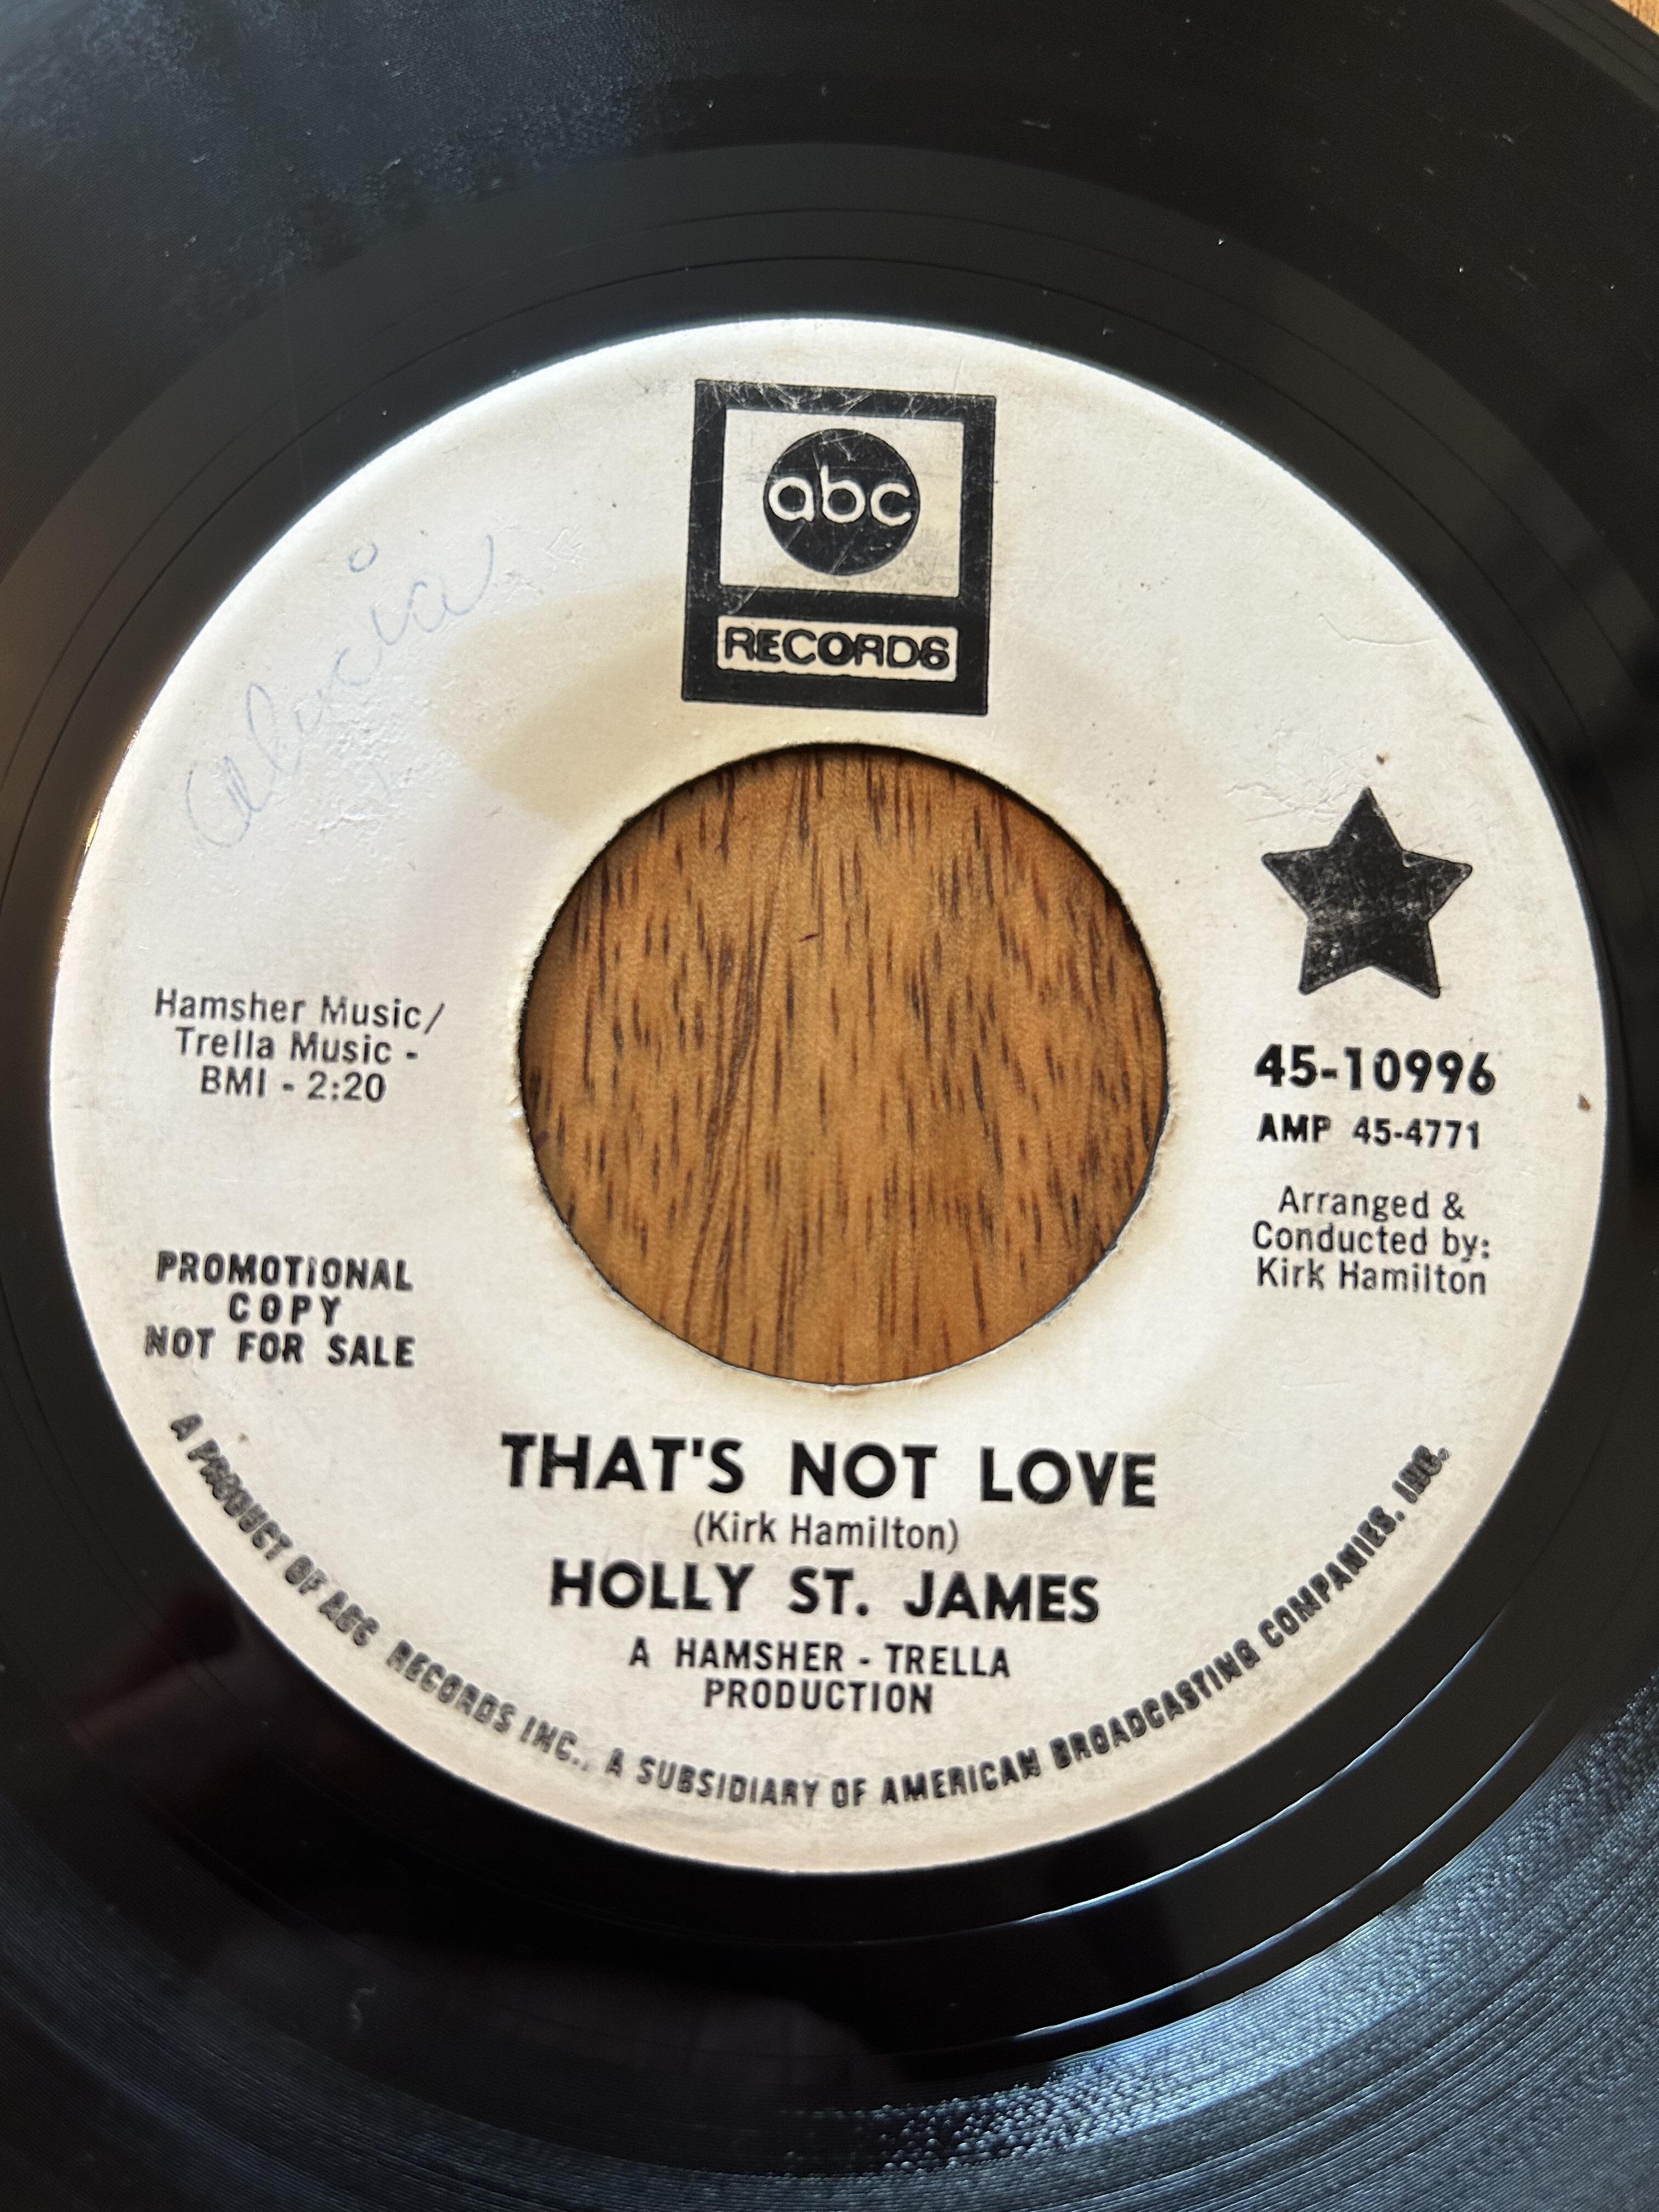 abc
RECORDS
alivia
Hamsher Music/
Trella Music -
BMI - 2:20
45-10996
AMP 45-4771
Arranged &
Conducted by:
Kirk Hamilton
PROMOTIONAL
COPY
NOT FOR SALE
THAT'S NOT LOVE
(Kirk Hamilton)
HOLLY ST. JAMES
A HAMSHER - TRELLA
PRODUCTION
A PRODUCT OF ABC RECORDS INC., A SUBSIDIARY OF AMERICAN BROADCASTING COMPANIES, INC.